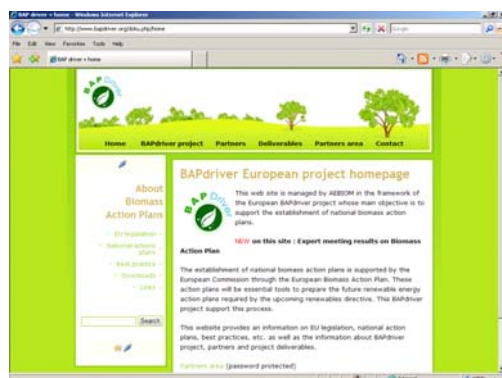 BAP driver » home - Windows Internet Explorer
http://www.bapdriver.org/doku.php/home
Google
File Edit View Favorites Tools Help
BAP driver » home
BAP Driver
Home BAPdriver project Partners Deliverables Partners area Contact
About
Biomass
Action Plans
EU legislation
National actions
plans
Best practice
Downloads
Links
Search
BAPdriver European project homepage
BAP Driver
This web site is managed by AEBIOM in the framework of
the European BAPdriver project whose main objective is to
support the establishment of national biomass action
plans.
NEW on this site : Expert meeting results on Biomass
Action Plan
The establishment of national biomass action plans is supported by the
European Commission through the European Biomass Action Plan. These
action plans will be essential tools to prepare the future renewable energy
action plans required by the upcoming renewables directive. This BAPdriver
project support this process.
This website provides an information on EU legislation, national action
plans, best practices, etc. as well as the information about BAPdriver
project, partners and project deliverables.
Partners area (password protected)